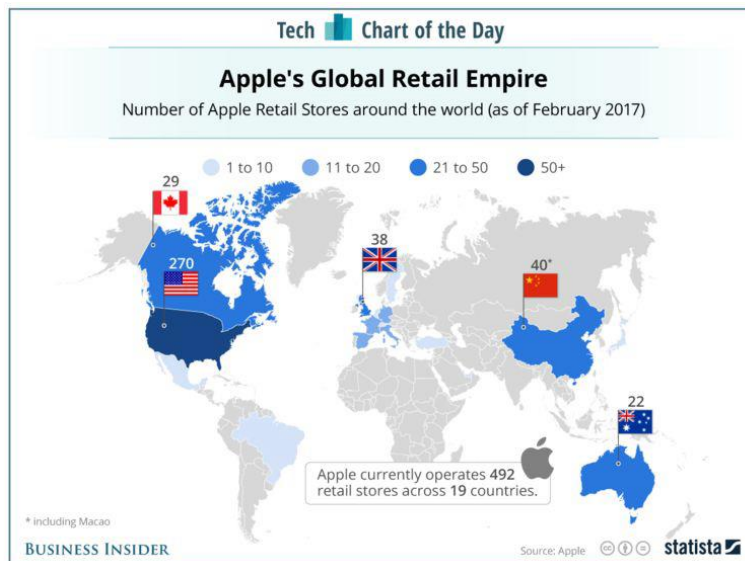 Tech Chart of the Day
Apple's Global Retail Empire
Number of Apple Retail Stores around the world (as of February 2017)
1 to 10 11 to 20 21 to 50 50+
29
38
270
40*
22
Apple currently operates 492
retail stores across 19 countries.
* including Macao
BUSINESS INSIDER
Source: Apple
statista